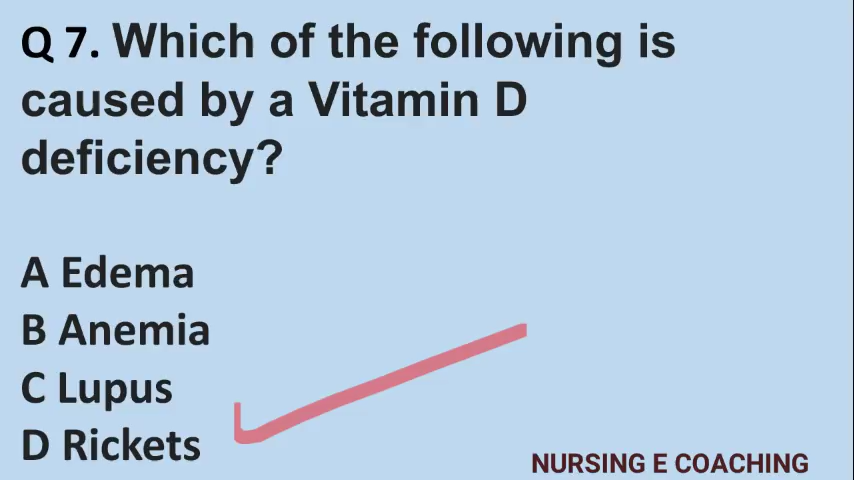 Q 7. Which of the following is
caused by a Vitamin D
deficiency?
A Edema
B Anemia
C Lupus
D Rickets
NURSING E COACHING